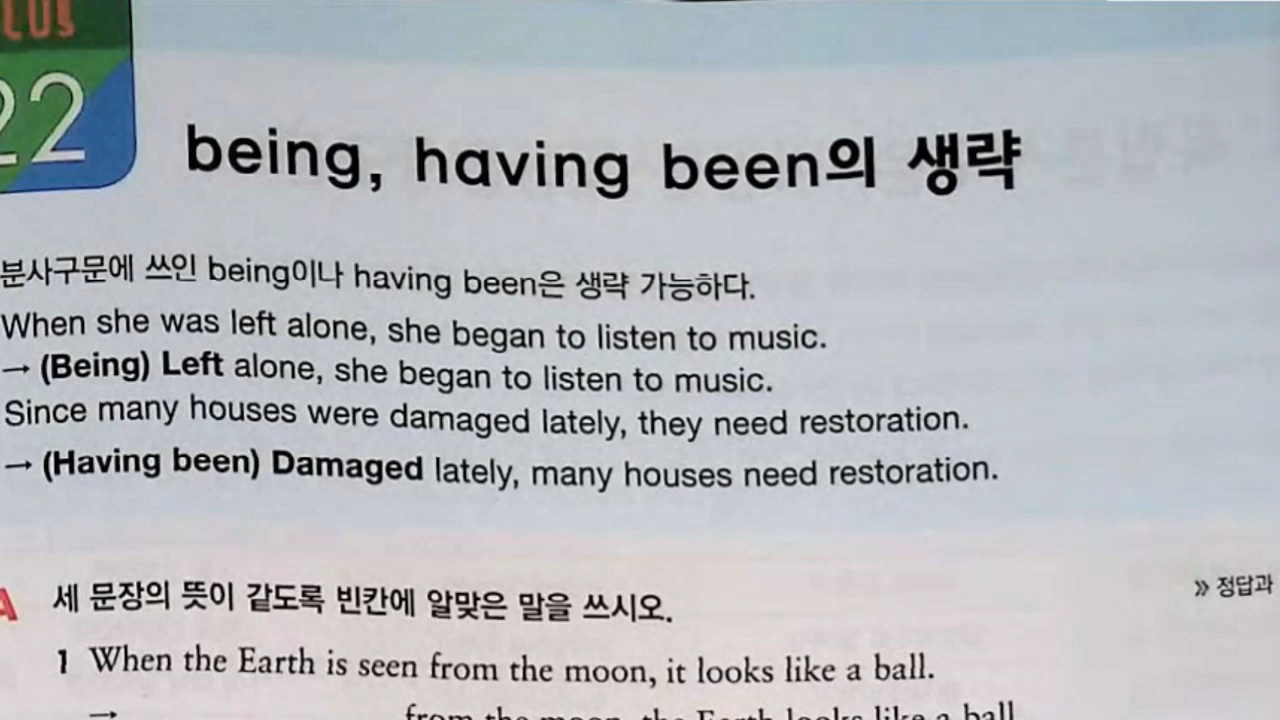 22
being, having been의 생략
분사구문에 쓰인 being이나 having been은 생략 가능하다.
When she was left alone, she began to listen to music.
→ (Being) Left alone, she began to listen to music.
Since many houses were damaged lately, they need restoration.
→ (Having been) Damaged lately, many houses need restoration.
» 정답과
A 세 문장의 뜻이 같도록 빈칸에 알맞은 말을 쓰시오.
1 When the Earth is seen from the moon, it looks like a ball.
→ from the moon, the Earth looks like a ball